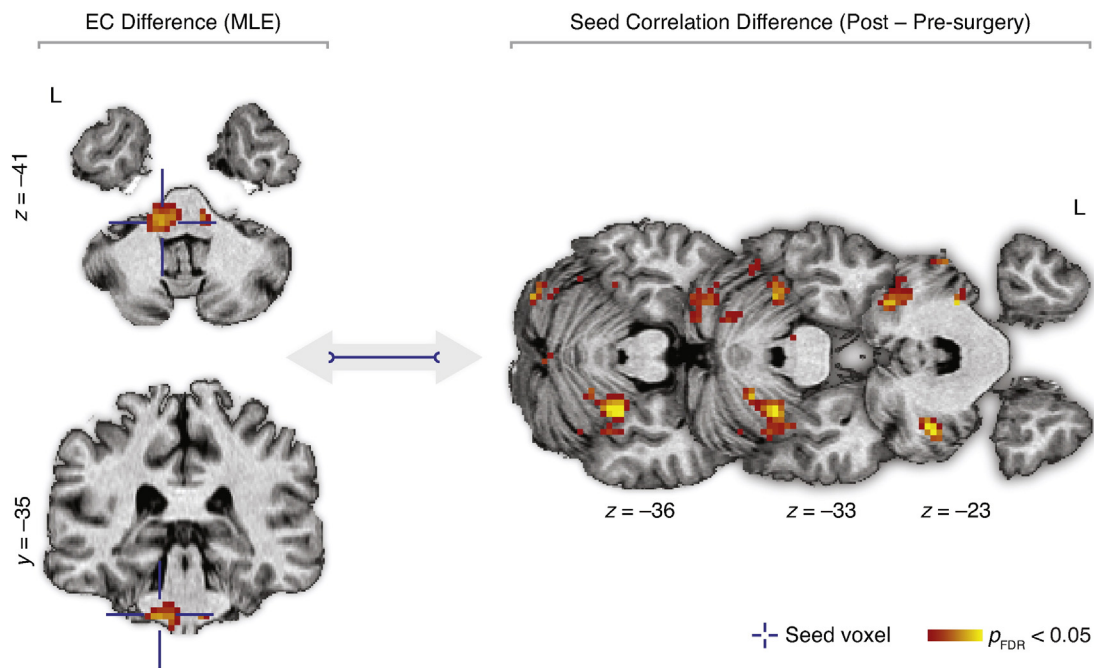 EC Difference (MLE)
Seed Correlation Difference (Post – Pre-surgery)
L
z = –41
L
y = –35
z = –36
z = –33
z = –23
Seed voxel
pFDR < 0.05